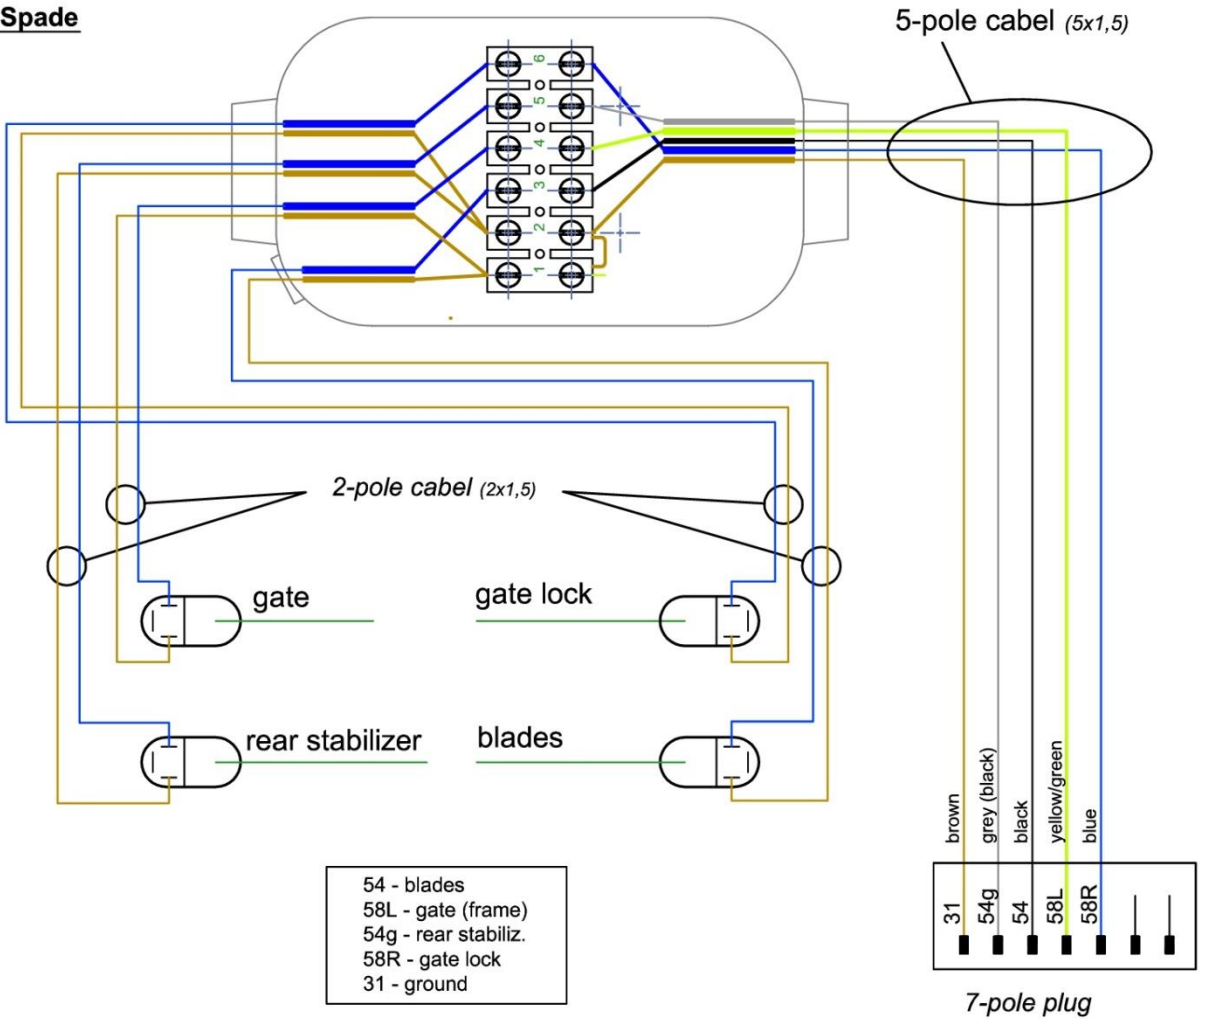 Spade
5-pole cabel (5x1,5)
6
5
4
3
2
1
2-pole cabel (2x1,5)
gate
gate lock
rear stabilizer
blades
brown
grey (black)
black
yellow/green
blue
31
54g
54
58L
58R
54 - blades
58L - gate (frame)
54g - rear stabiliz.
58R - gate lock
31 - ground
7-pole plug